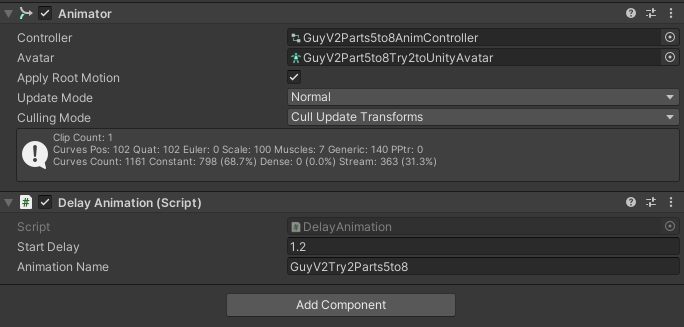 Animator
Controller GuyV2Parts5to8AnimController
Avatar GuyV2Part5to8Try2toUnityAvatar
Apply Root Motion
Update Mode Normal
Culling Mode Cull Update Transforms
Clip Count: 1
Curves Pos: 102 Quat: 102 Euler: 0 Scale: 100 Muscles: 7 Generic: 140 PPtr: 0
Curves Count: 1161 Constant: 798 (68.7%) Dense: 0 (0.0%) Stream: 363 (31.3%)
# Delay Animation (Script)
Script # DelayAnimation
Start Delay 1.2
Animation Name GuyV2Try2Parts5to8
Add Component